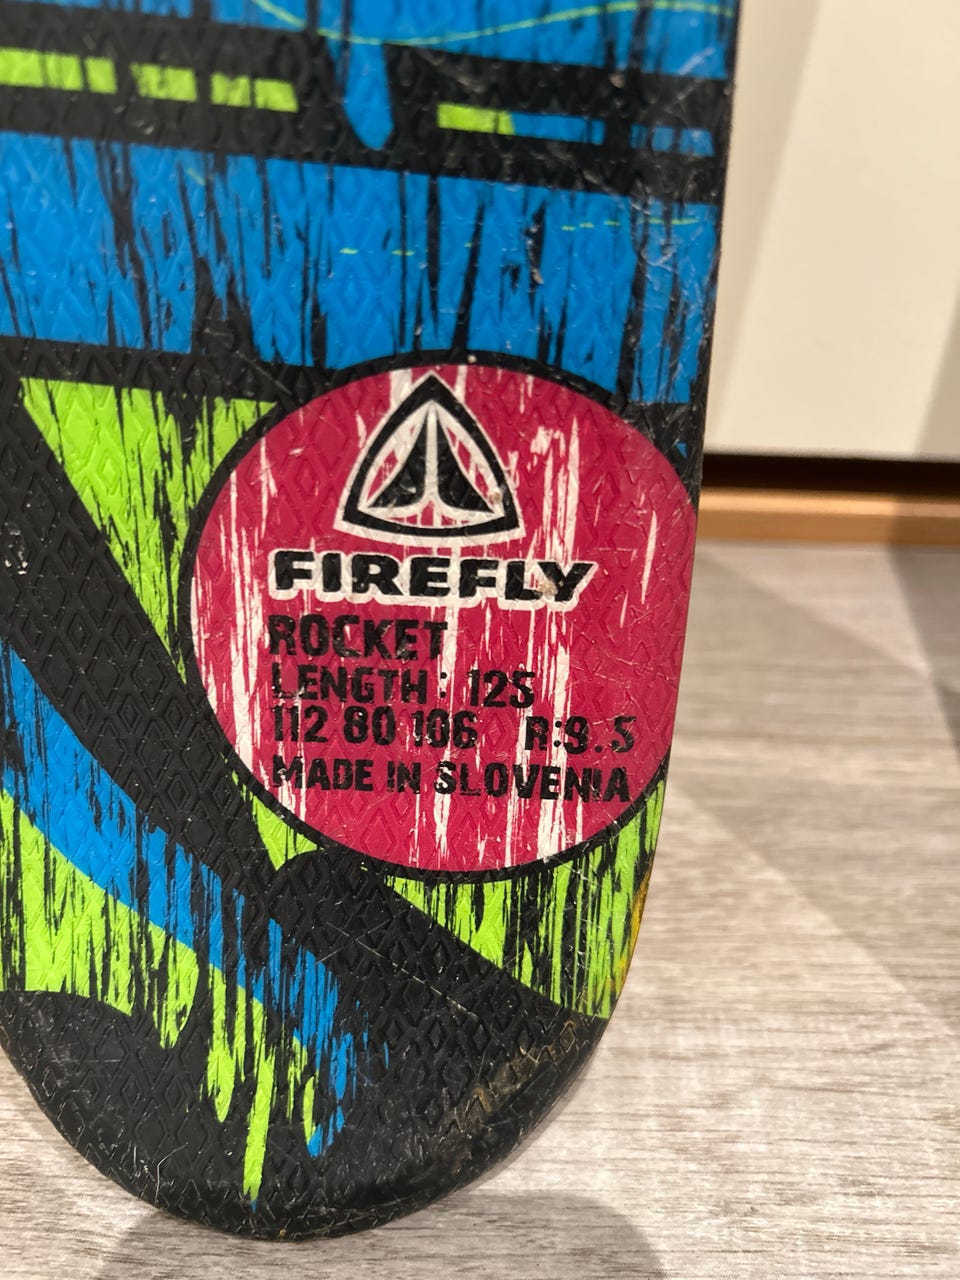 FIREFLY
ROCKET
LENGTH: 125
112 80 106 R:9.5
MADE IN SLOVENIA